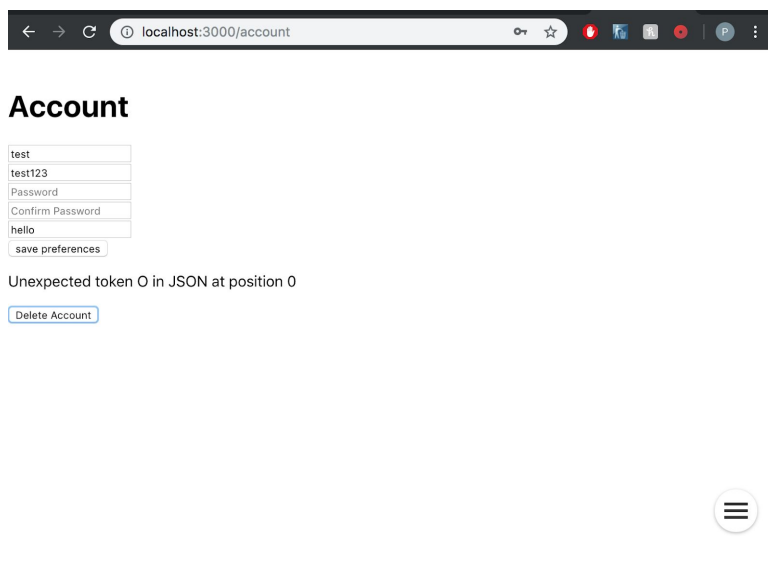 localhost:3000/account
P
Account
test
test123
Password
Confirm Password
hello
save preferences
Unexpected token O in JSON at position 0
Delete Account